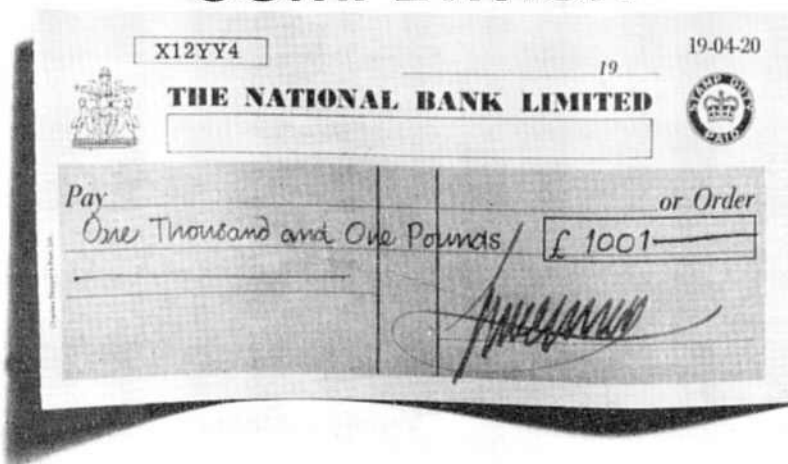 X12YY4
19-04-20
19
THE NATIONAL BANK LIMITED
STAMP DUTY PAID
Pay
or Order
One Thousand and One Pounds
£ 1001